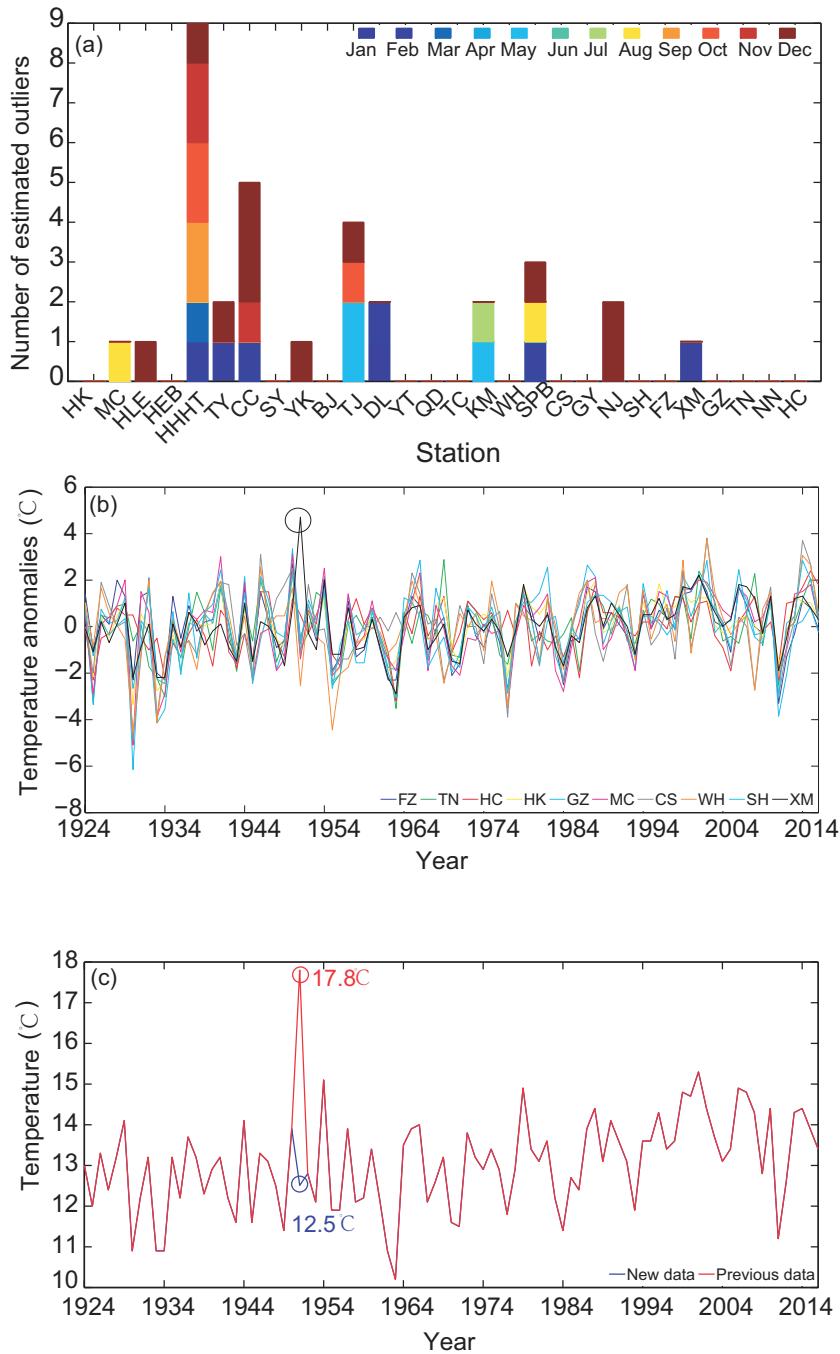 (a)
Jan Feb Mar Apr May Jun Jul Aug Sep Oct Nov Dec
Number of estimated outliers
9
8
7
6
5
4
3
2
1
0
HK MC HLE HEB HHHT TY CC SY YK BJ TJ DL YT QD TC KM WH SPB CS GY NJ SH FZ XM GZ TN NN HC
Station
(b)
Temperature anomalies (℃)
6
4
2
0
−2
−4
−6
−8
FZ TN HC HK GZ MC CS WH SH XM
1924 1934 1944 1954 1964 1974 1984 1994 2004 2014
Year
(c)
Temperature (℃)
18
17
16
15
14
13
12
11
10
17.8℃
12.5℃
New data Previous data
1924 1934 1944 1954 1964 1974 1984 1994 2004 2014
Year